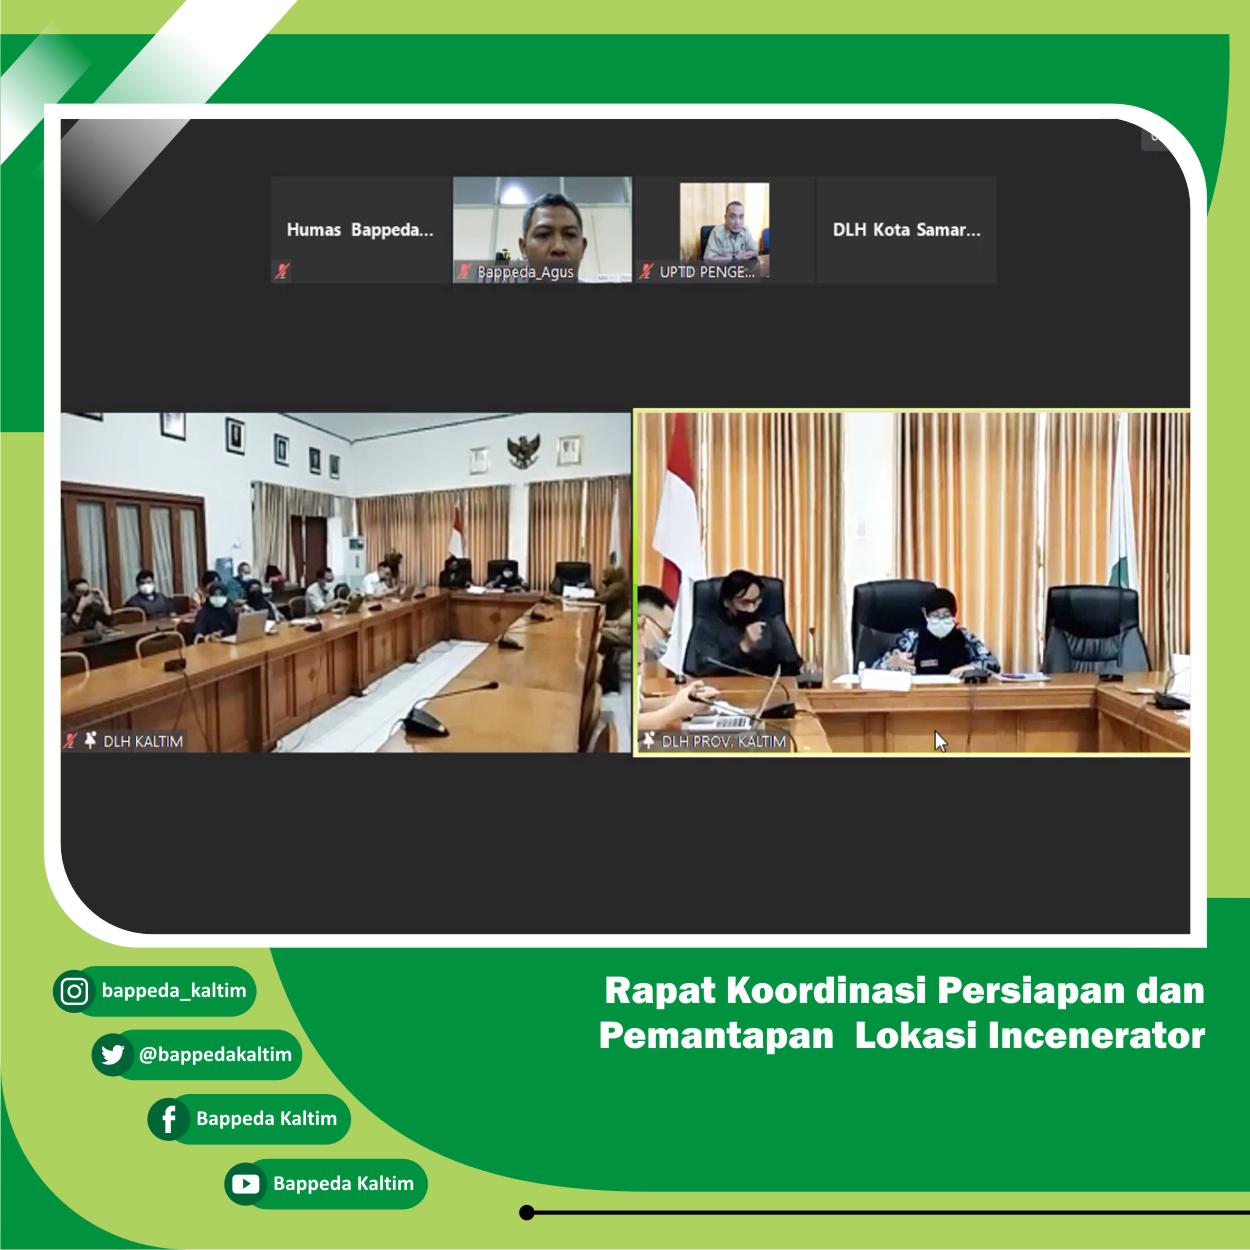 Humas Bappeda...
Bappeda_Agus
UPTD PENGE...
DLH Kota Samar...
DLH KALTIM
DLH PROV. KALTIM
bappeda_kaltim
@bappedakaltim
Bappeda Kaltim
Bappeda Kaltim
Rapat Koordinasi Persiapan dan
Pemantapan Lokasi Incenerator